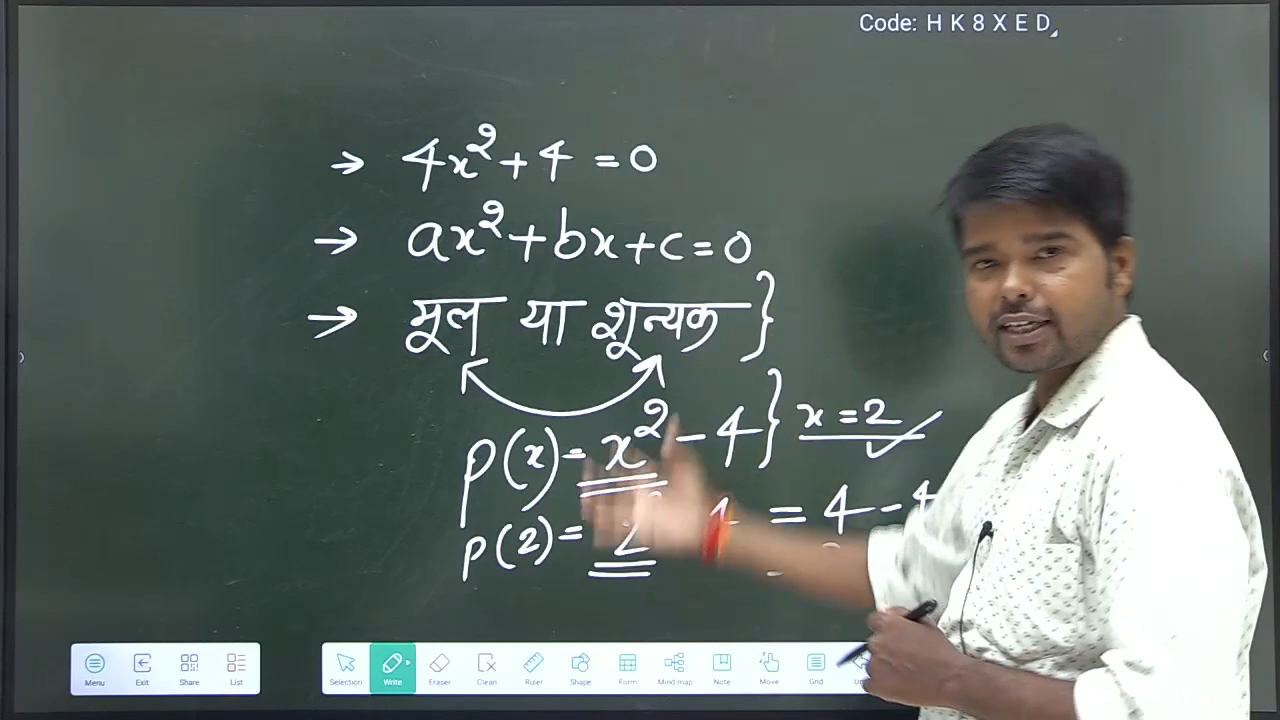 Code: H K 8 X E D
→ 4x² + 4 = 0
→ ax² + bx + c = 0
→ मूल या शून्यक }
p(x) = x² - 4 } x = 2 ✓
p(2) = 2 4 = 4 - 4
Menu Exit Share List Selection Write Eraser Clean Ruler Shape Form Mind map Note Move Grid